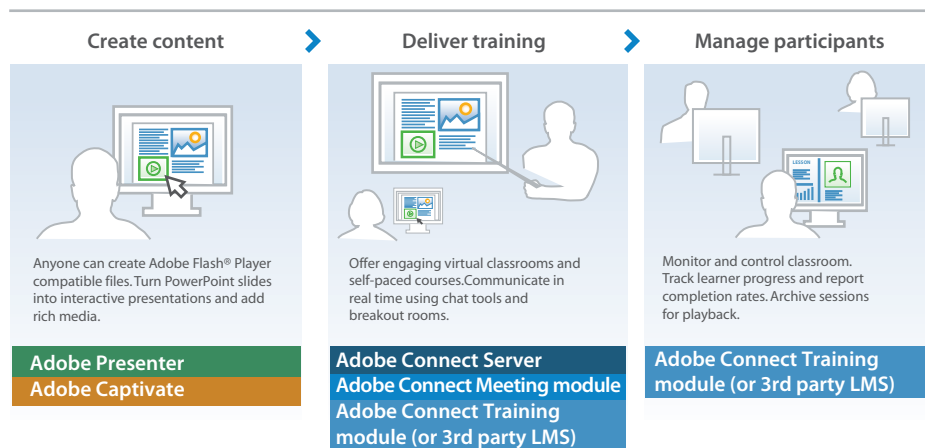 Create content
Deliver training
Manage participants
LESSON
Anyone can create Adobe Flash® Player
compatible files. Turn PowerPoint slides
into interactive presentations and add
rich media.
Offer engaging virtual classrooms and
self-paced courses.Communicate in
real time using chat tools and
breakout rooms.
Monitor and control classroom.
Track learner progress and report
completion rates. Archive sessions
for playback.
Adobe Presenter
Adobe Captivate
Adobe Connect Server
Adobe Connect Meeting module
Adobe Connect Training
module (or 3rd party LMS)
Adobe Connect Training
module (or 3rd party LMS)